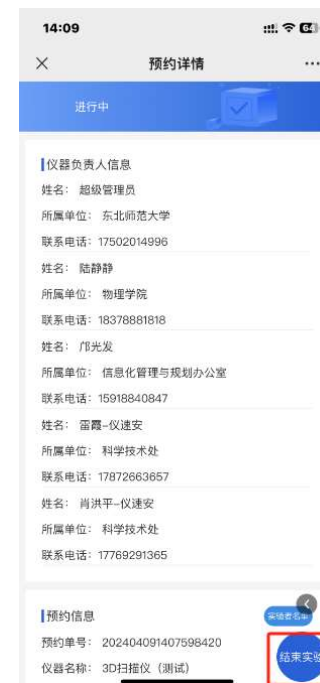 14:09
预约详情
进行中
仪器负责人信息
姓名： 超级管理员
所属单位： 东北师范大学
联系电话： 17502014996
姓名： 陆静静
所属单位： 物理学院
联系电话： 18378881818
姓名： 邝光发
所属单位： 信息化管理与规划办公室
联系电话： 15918840847
姓名： 雷霞-仪速安
所属单位： 科学技术处
联系电话： 17872663657
姓名： 肖洪平-仪速安
所属单位： 科学技术处
联系电话： 17769291365
预约信息
实验者名单
预约单号： 202404091407598420
结束实验
仪器名称： 3D扫描仪（测试）